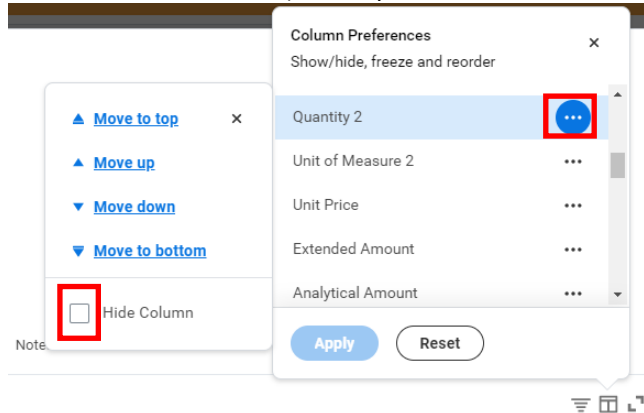 Column Preferences
Show/hide, freeze and reorder
Move to top
Move up
Move down
Move to bottom
Hide Column
Quantity 2
Unit of Measure 2
Unit Price
Extended Amount
Analytical Amount
Apply
Reset
Note